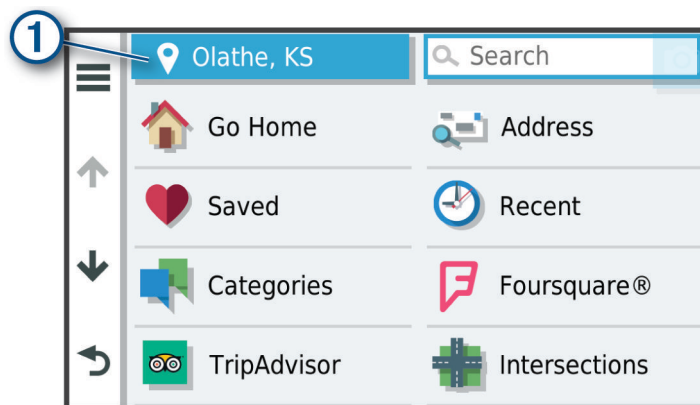 1
Olathe, KS
Search
Go Home
Address
Saved
Recent
Categories
Foursquare®
TripAdvisor
Intersections